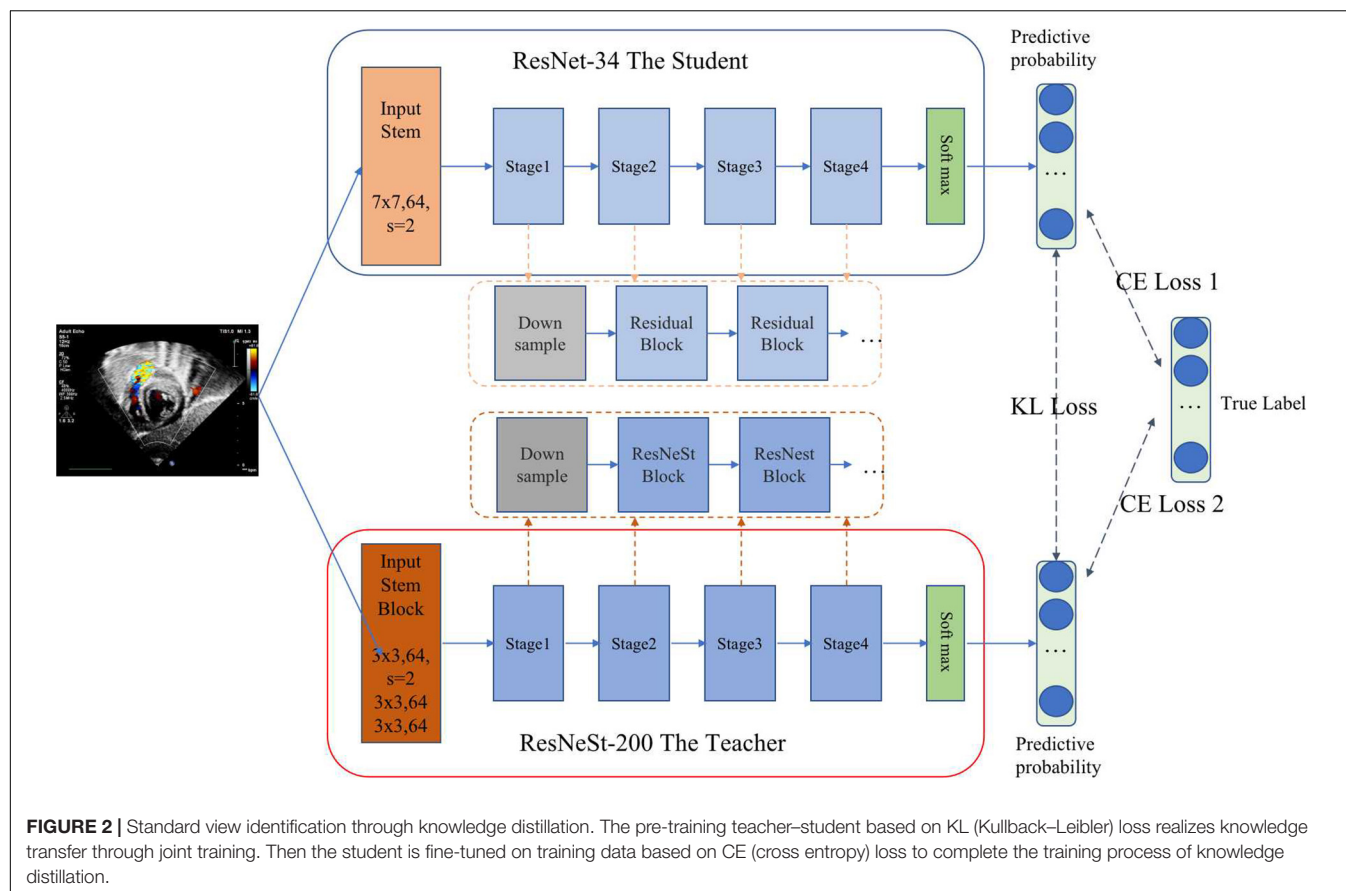 ResNet-34 The Student
Input
Stem
7x7,64,
s=2
Stage1
Stage2
Stage3
Stage4
Soft max
Predictive
probability
...
Down
sample
Residual
Block
Residual
Block
...
Adult Echo
TIS1.0 MI 1.3
CE Loss 1
KL Loss
...
True Label
CE Loss 2
Down
sample
ResNeSt
Block
ResNest
Block
...
Input
Stem
Block
3x3,64,
s=2
3x3,64
3x3,64
Stage1
Stage2
Stage3
Stage4
Soft max
...
Predictive
probability
ResNeSt-200 The Teacher
FIGURE 2 | Standard view identification through knowledge distillation. The pre-training teacher–student based on KL (Kullback–Leibler) loss realizes knowledge
transfer through joint training. Then the student is fine-tuned on training data based on CE (cross entropy) loss to complete the training process of knowledge
distillation.